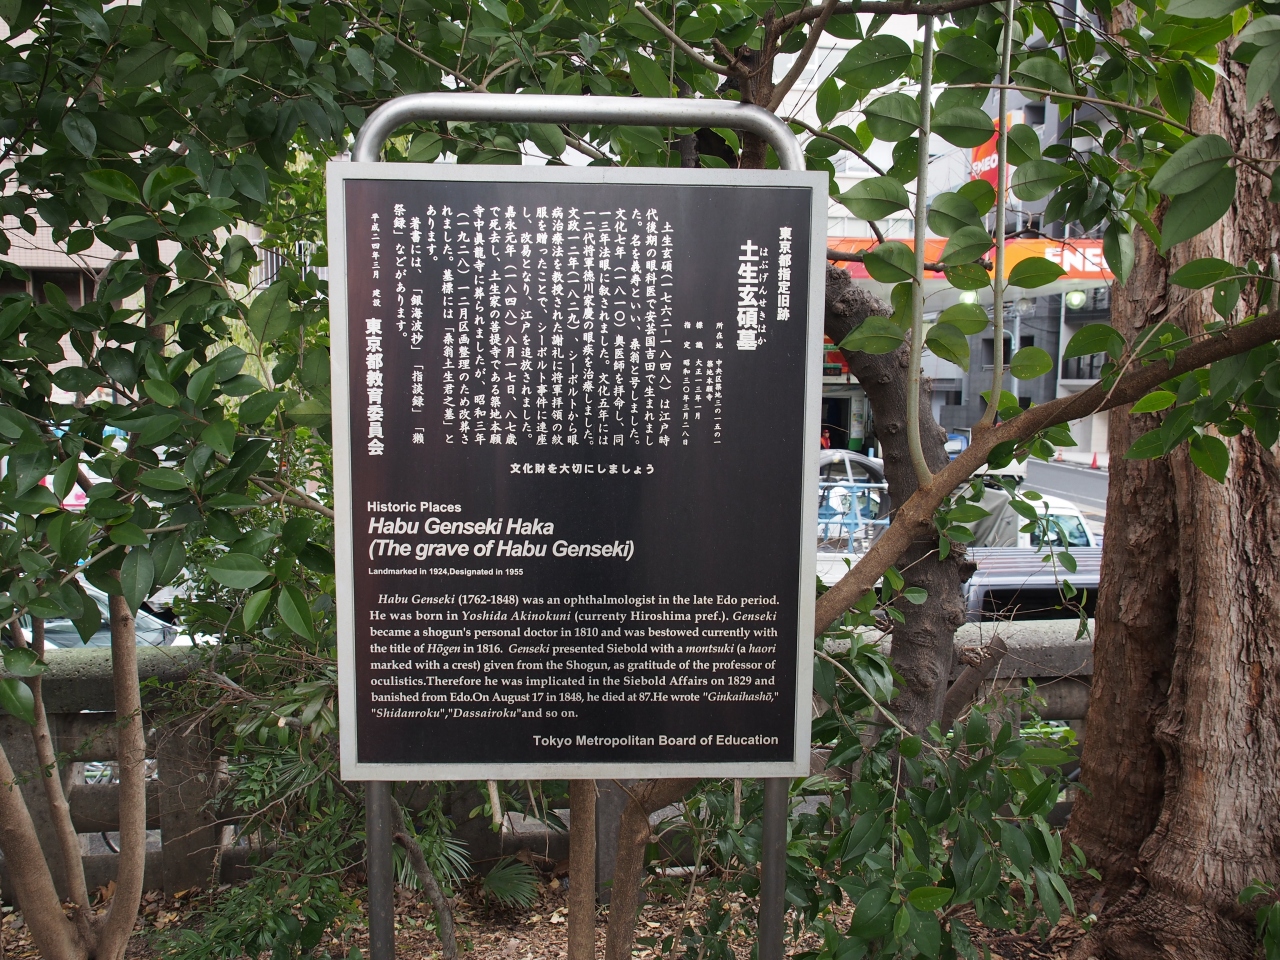 東京都指定旧跡
はぶげんせきはか
土生玄碩墓
所在地 中央区築地三の一五の一
築地本願寺
標識 大正一三年一月
指定 昭和三〇年三月二八日
土生玄碩(一七六二-一八四八)は江戸時
代後期の眼科医で安芸国吉田で生まれまし
た。名を義寿といい、桑翁と号しました。
文化七年(一八一〇)奥医師を拝命し、同
一三年法眼に叙されました。文化五年には
一二代将軍徳川家慶の眼疾を治療しました。
文政一二年(一八二九)、シーボルトから眼
病治療法を教授された謝礼に将軍拝領の紋
服を贈ったことで、シーボルト事件に連座
し、改易となり、江戸を追放されました。
嘉永元年(一八四八)八月一七日、八七歳
で死去し、土生家の菩提寺である築地本願
寺中真龍寺に葬られましたが、昭和三年
(一九二八)一二月区画整理のため改葬さ
れました。墓標には「桑翁土生君之墓」と
あります。
著書には、「銀海波抄」「指談録」「獺
祭録」などがあります。
平成二四年三月 建設
東京都教育委員会
文化財を大切にしましょう
Historic Places
Habu Genseki Haka
(The grave of Habu Genseki)
Landmarked in 1924,Designated in 1955
Habu Genseki (1762-1848) was an ophthalmologist in the late Edo period.
He was born in Yoshida Akinokuni (currenty Hiroshima pref.). Genseki
became a shogun's personal doctor in 1810 and was bestowed currently with
the title of Hōgen in 1816. Genseki presented Siebold with a montsuki (a haori
marked with a crest) given from the Shogun, as gratitude of the professor of
oculistics.Therefore he was implicated in the Siebold Affairs on 1829 and
banished from Edo.On August 17 in 1848, he died at 87.He wrote "Ginkaihashō,"
"Shidanroku","Dassairoku"and so on.
Tokyo Metropolitan Board of Education